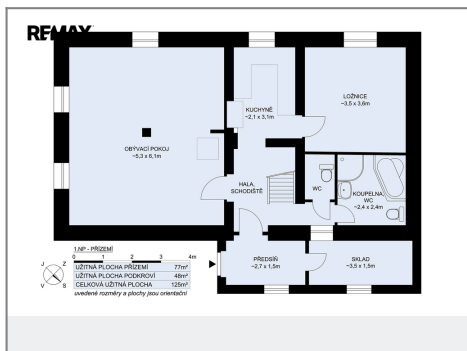 RE/MAX
KUCHYNĚ
~2,1 x 3,1m
LOŽNICE
~3,5 x 3,6m
OBÝVACÍ POKOJ
~5,3 x 6,1m
HALA,
SCHODIŠTĚ
WC
KOUPELNA,
WC
~2,4 x 2,4m
PŘEDSÍŇ
~2,7 x 1,5m
SKLAD
~3,5 x 1,5m
1.NP - PŘÍZEMÍ
0 1 2 3 4m
UŽITNÁ PLOCHA PŘÍZEMÍ 77m²
UŽITNÁ PLOCHA PODKROVÍ 48m²
CELKOVÁ UŽITNÁ PLOCHA 125m²
uvedené rozměry a plochy jsou orientační
J Z
V S